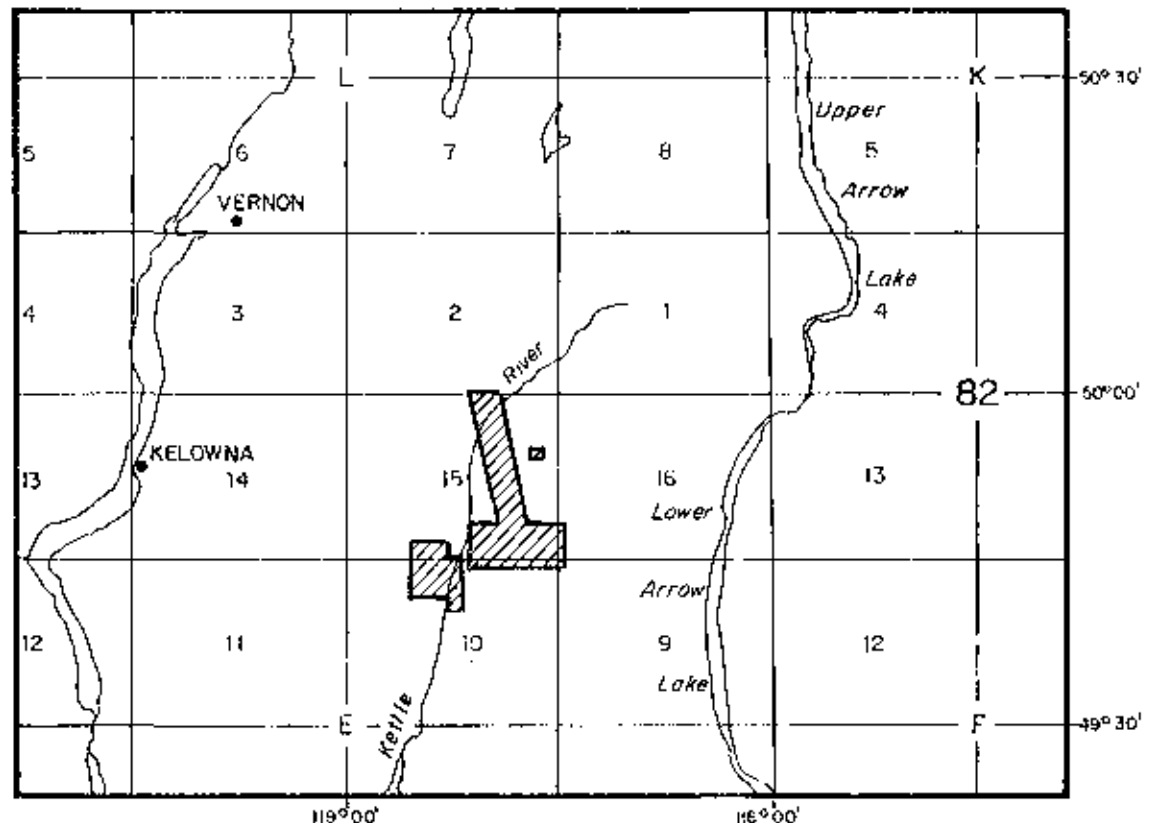 L
K
50° 30'
Upper
5
6
7
8
5
Arrow
VERNON
Lake
4
3
2
1
4
River
82
50° 00'
KELOWNA
13
14
15
16
13
Lower
Arrow
12
11
10
9
12
Lake
Kettle
E
F
49° 30'
119° 00'
118° 00'